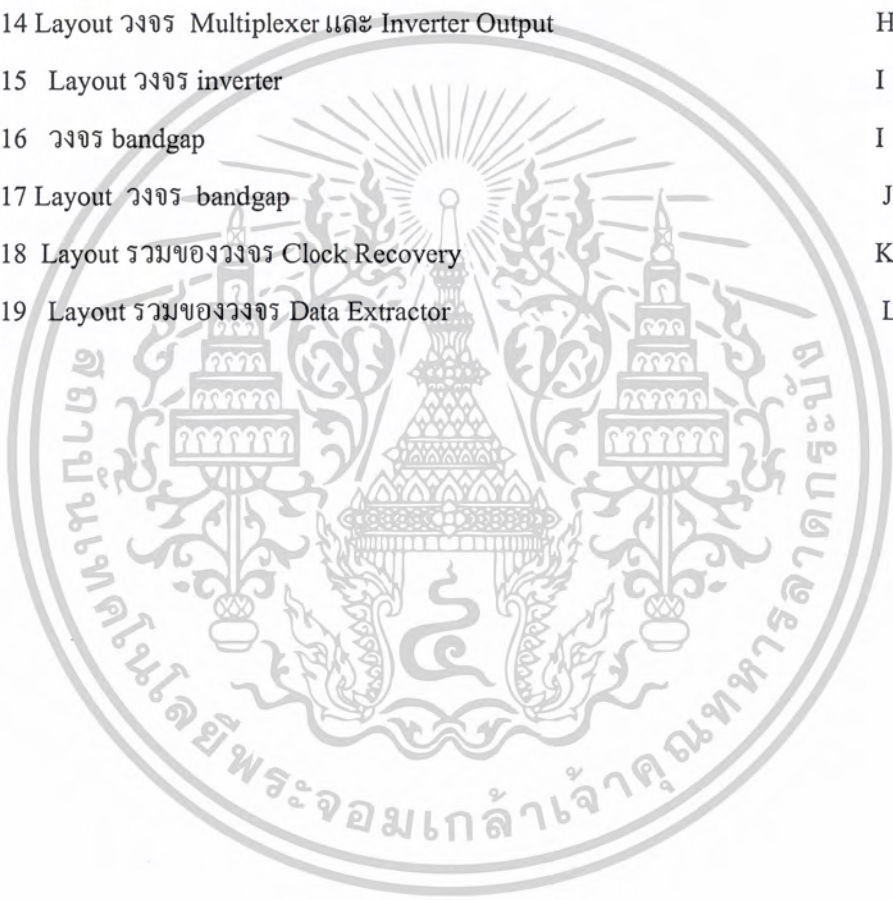 14 Layout วงจร Multiplexer และ Inverter Output H
15 Layout วงจร inverter I
16 วงจร bandgap I
17 Layout วงจร bandgap J
18 Layout รวมของวงจร Clock Recovery K
19 Layout รวมของวงจร Data Extractor L
สถาบันเทคโนโลยีพระจอมเกล้าเจ้าคุณทหารลาดกระบัง
๔